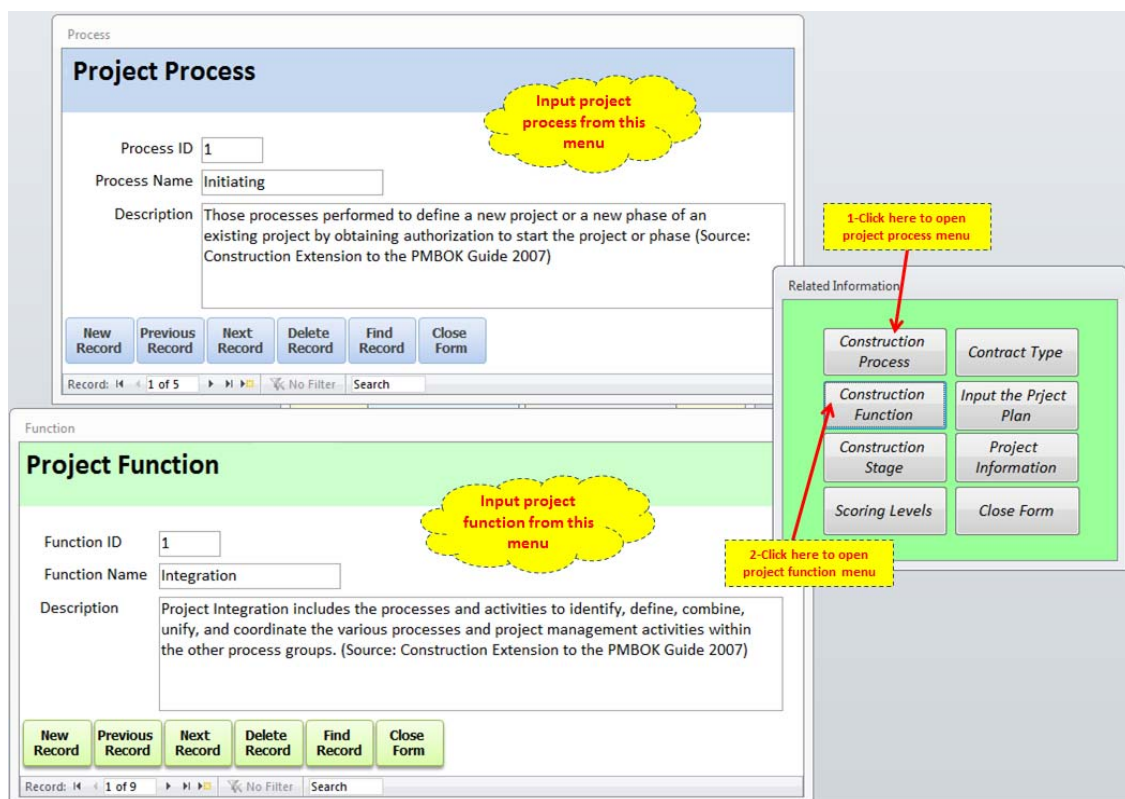 Process
Project Process
Input project
process from this
menu
Process ID 1
Process Name Initiating
Description Those processes performed to define a new project or a new phase of an
existing project by obtaining authorization to start the project or phase (Source:
Construction Extension to the PMBOK Guide 2007)
New Record Previous Record Next Record Delete Record Find Record Close Form
Record: 1 of 5 No Filter Search
1-Click here to open
project process menu
Related Information
Construction Process Contract Type
Construction Function Input the Prject Plan
Construction Stage Project Information
Scoring Levels Close Form
2-Click here to open
project function menu
Function
Project Function
Input project
function from this
menu
Function ID 1
Function Name Integration
Description Project Integration includes the processes and activities to identify, define, combine,
unify, and coordinate the various processes and project management activities within
the other process groups. (Source: Construction Extension to the PMBOK Guide 2007)
New Record Previous Record Next Record Delete Record Find Record Close Form
Record: 1 of 9 No Filter Search